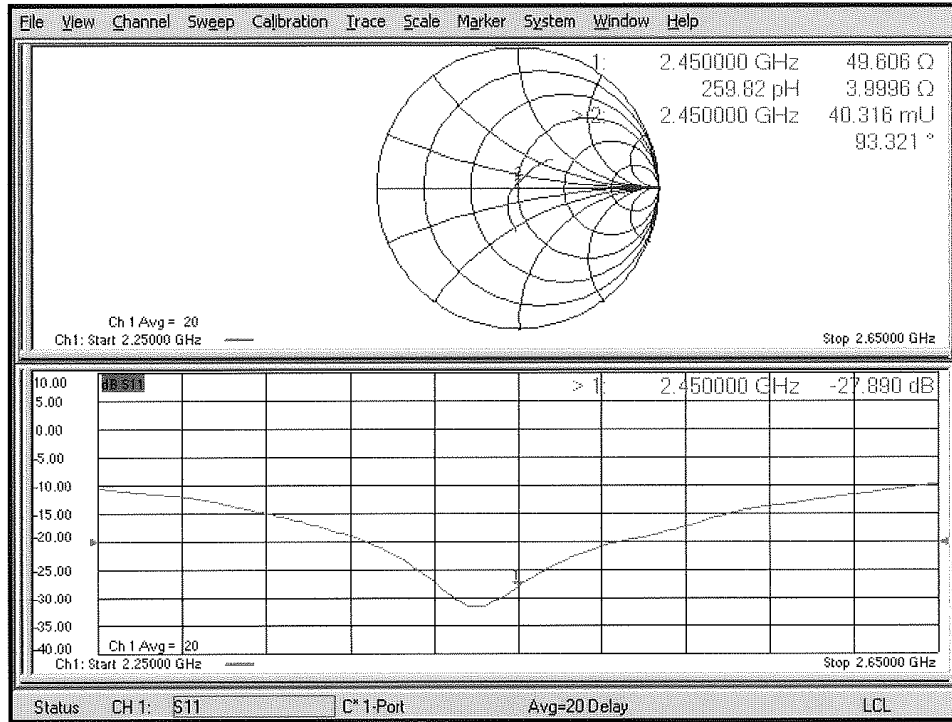 File View Channel Sweep Calibration Trace Scale Marker System Window Help
1: 2.450000 GHz 49.606 Ω
259.82 pH 3.9996 Ω
> 2: 2.450000 GHz 40.316 mU
93.321 °
Ch 1 Avg = 20
Ch1: Start 2.25000 GHz
Stop 2.65000 GHz
10.00 dB S11 > 1: 2.450000 GHz -27.890 dB
5.00
0.00
-5.00
-10.00
-15.00
-20.00
-25.00 1
-30.00
-35.00
-40.00 Ch 1 Avg = 20
Ch1: Start 2.25000 GHz
Stop 2.65000 GHz
Status CH 1: S11 C* 1-Port Avg=20 Delay LCL